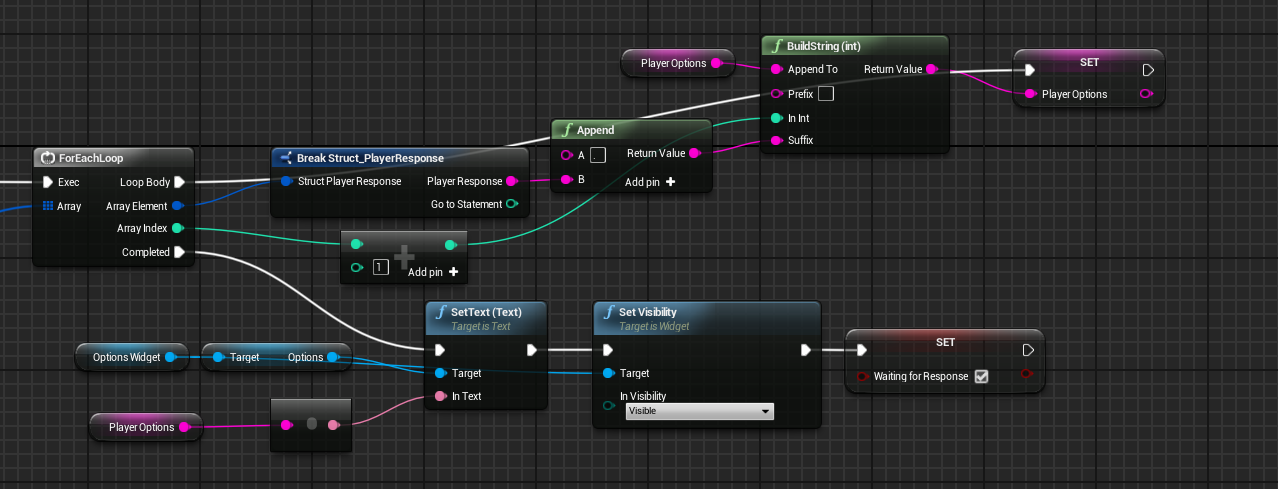 BuildString (int)
Player Options
Append To
Return Value
Prefix
In Int
Suffix
SET
Player Options
Append
A
.
Return Value
B
Add pin
ForEachLoop
Exec
Loop Body
Array
Array Element
Array Index
Completed
Break Struct_PlayerResponse
Struct Player Response
Player Response
Go to Statement
1
Add pin
SetText (Text)
Target is Text
Target
In Text
Set Visibility
Target is Widget
Target
In Visibility
Visible
SET
Waiting for Response
Options Widget
Target
Options
Player Options